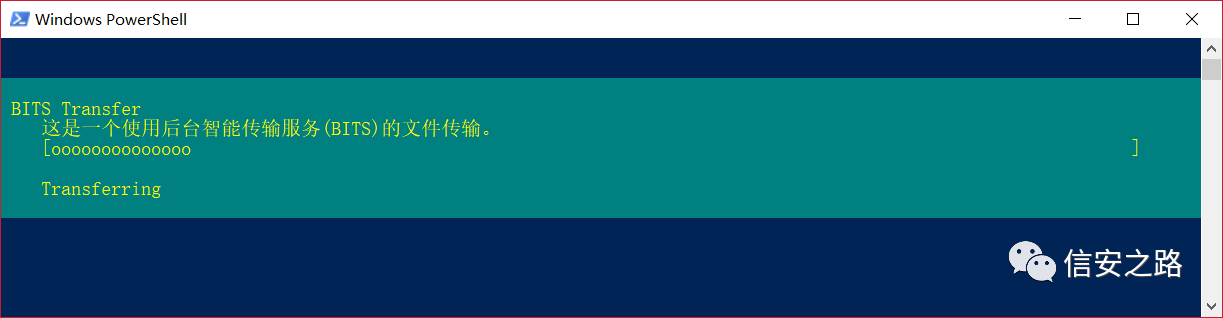 Windows PowerShell
BITS Transfer
这是一个使用后台智能传输服务(BITS)的文件传输。
[oooooooooooooo ]
Transferring
信安之路